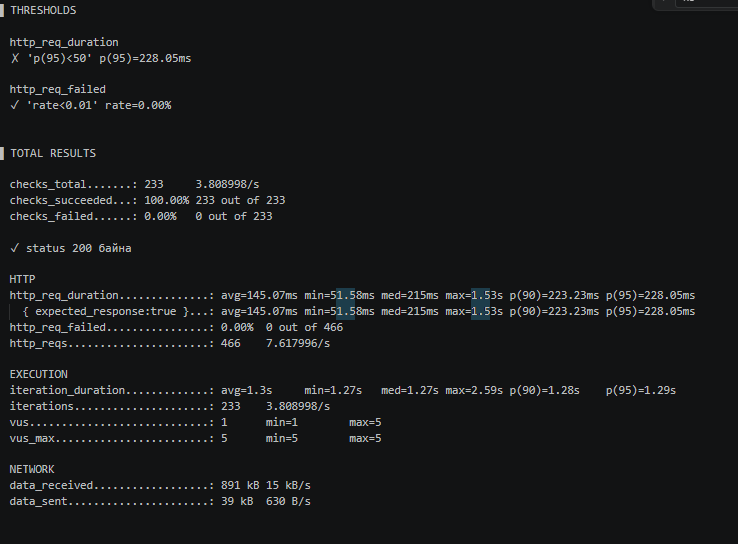 THRESHOLDS
http_req_duration
✗ 'p(95)<50' p(95)=228.05ms
http_req_failed
✓ 'rate<0.01' rate=0.00%
TOTAL RESULTS
checks_total.......: 233 3.808998/s
checks_succeeded...: 100.00% 233 out of 233
checks_failed......: 0.00% 0 out of 233
✓ status 200 байна
HTTP
http_req_duration..............: avg=145.07ms min=51.58ms med=215ms max=1.53s p(90)=223.23ms p(95)=228.05ms
{ expected_response:true }...: avg=145.07ms min=51.58ms med=215ms max=1.53s p(90)=223.23ms p(95)=228.05ms
http_req_failed................: 0.00% 0 out of 466
http_reqs......................: 466 7.617996/s
EXECUTION
iteration_duration.............: avg=1.3s min=1.27s med=1.27s max=2.59s p(90)=1.28s p(95)=1.29s
iterations.....................: 233 3.808998/s
vus............................: 1 min=1 max=5
vus_max........................: 5 min=5 max=5
NETWORK
data_received..................: 891 kB 15 kB/s
data_sent......................: 39 kB 630 B/s